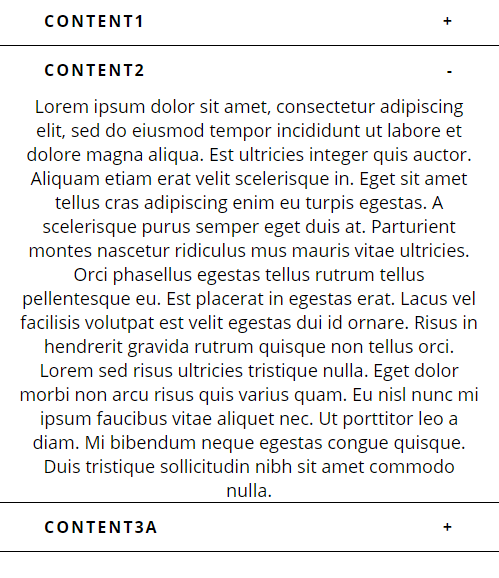 CONTENT1 +
CONTENT2 -
Lorem ipsum dolor sit amet, consectetur adipiscing
elit, sed do eiusmod tempor incididunt ut labore et
dolore magna aliqua. Est ultricies integer quis auctor.
Aliquam etiam erat velit scelerisque in. Eget sit amet
tellus cras adipiscing enim eu turpis egestas. A
scelerisque purus semper eget duis at. Parturient
montes nascetur ridiculus mus mauris vitae ultricies.
Orci phasellus egestas tellus rutrum tellus
pellentesque eu. Est placerat in egestas erat. Lacus vel
facilisis volutpat est velit egestas dui id ornare. Risus in
hendrerit gravida rutrum quisque non tellus orci.
Lorem sed risus ultricies tristique nulla. Eget dolor
morbi non arcu risus quis varius quam. Eu nisl nunc mi
ipsum faucibus vitae aliquet nec. Ut porttitor leo a
diam. Mi bibendum neque egestas congue quisque.
Duis tristique sollicitudin nibh sit amet commodo
nulla.
CONTENT3A +